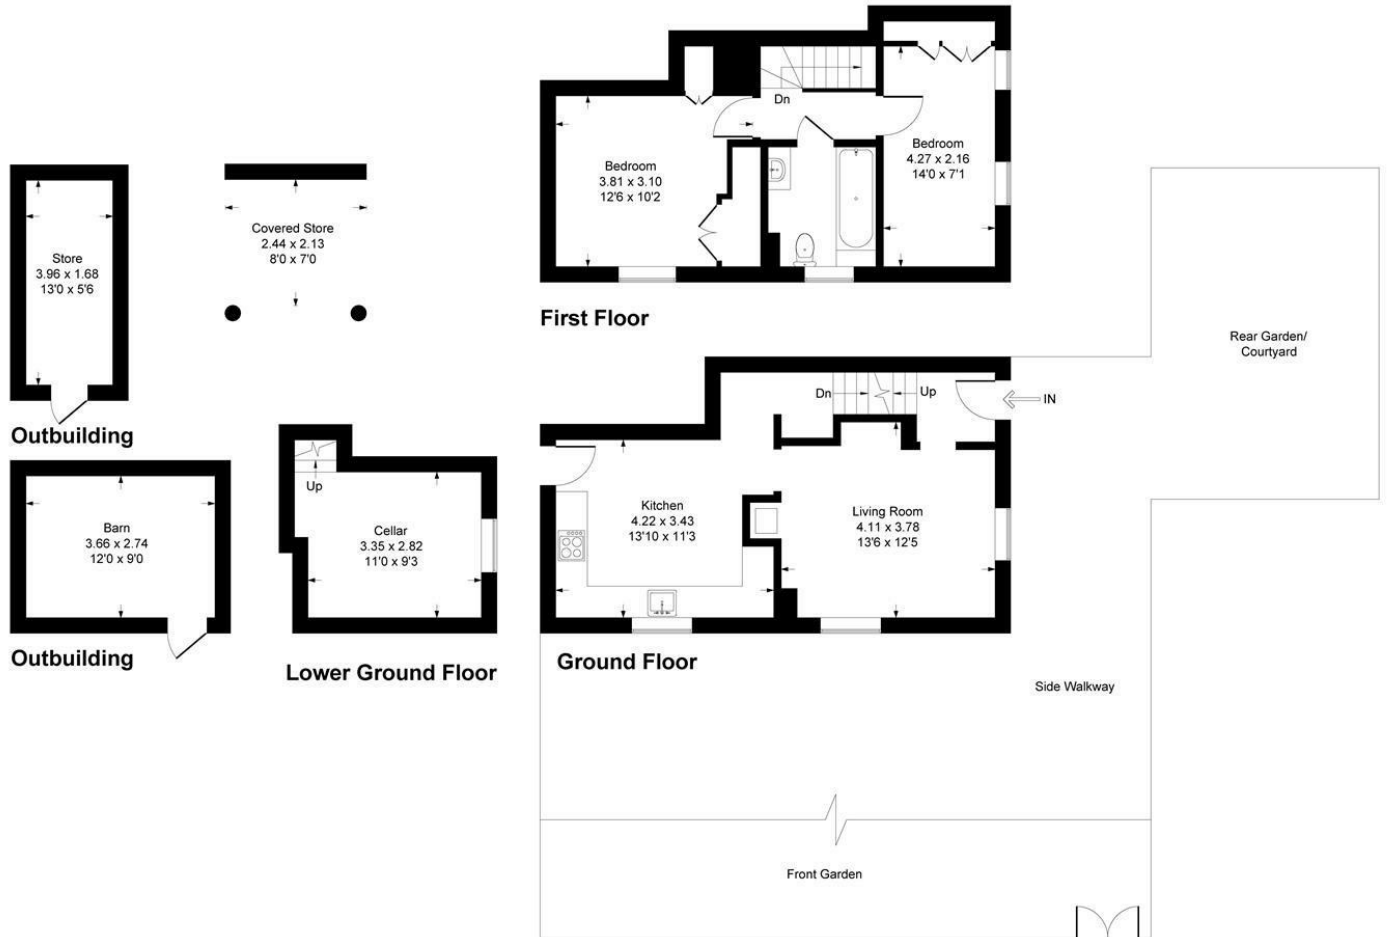 Dn
Bedroom
3.81 x 3.10
12'6 x 10'2
Bedroom
4.27 x 2.16
14'0 x 7'1
First Floor
Store
3.96 x 1.68
13'0 x 5'6
Outbuilding
Covered Store
2.44 x 2.13
8'0 x 7'0
Rear Garden/
Courtyard
Dn
Up
IN
Kitchen
4.22 x 3.43
13'10 x 11'3
Living Room
4.11 x 3.78
13'6 x 12'5
Ground Floor
Barn
3.66 x 2.74
12'0 x 9'0
Outbuilding
Up
Cellar
3.35 x 2.82
11'0 x 9'3
Lower Ground Floor
Side Walkway
Front Garden